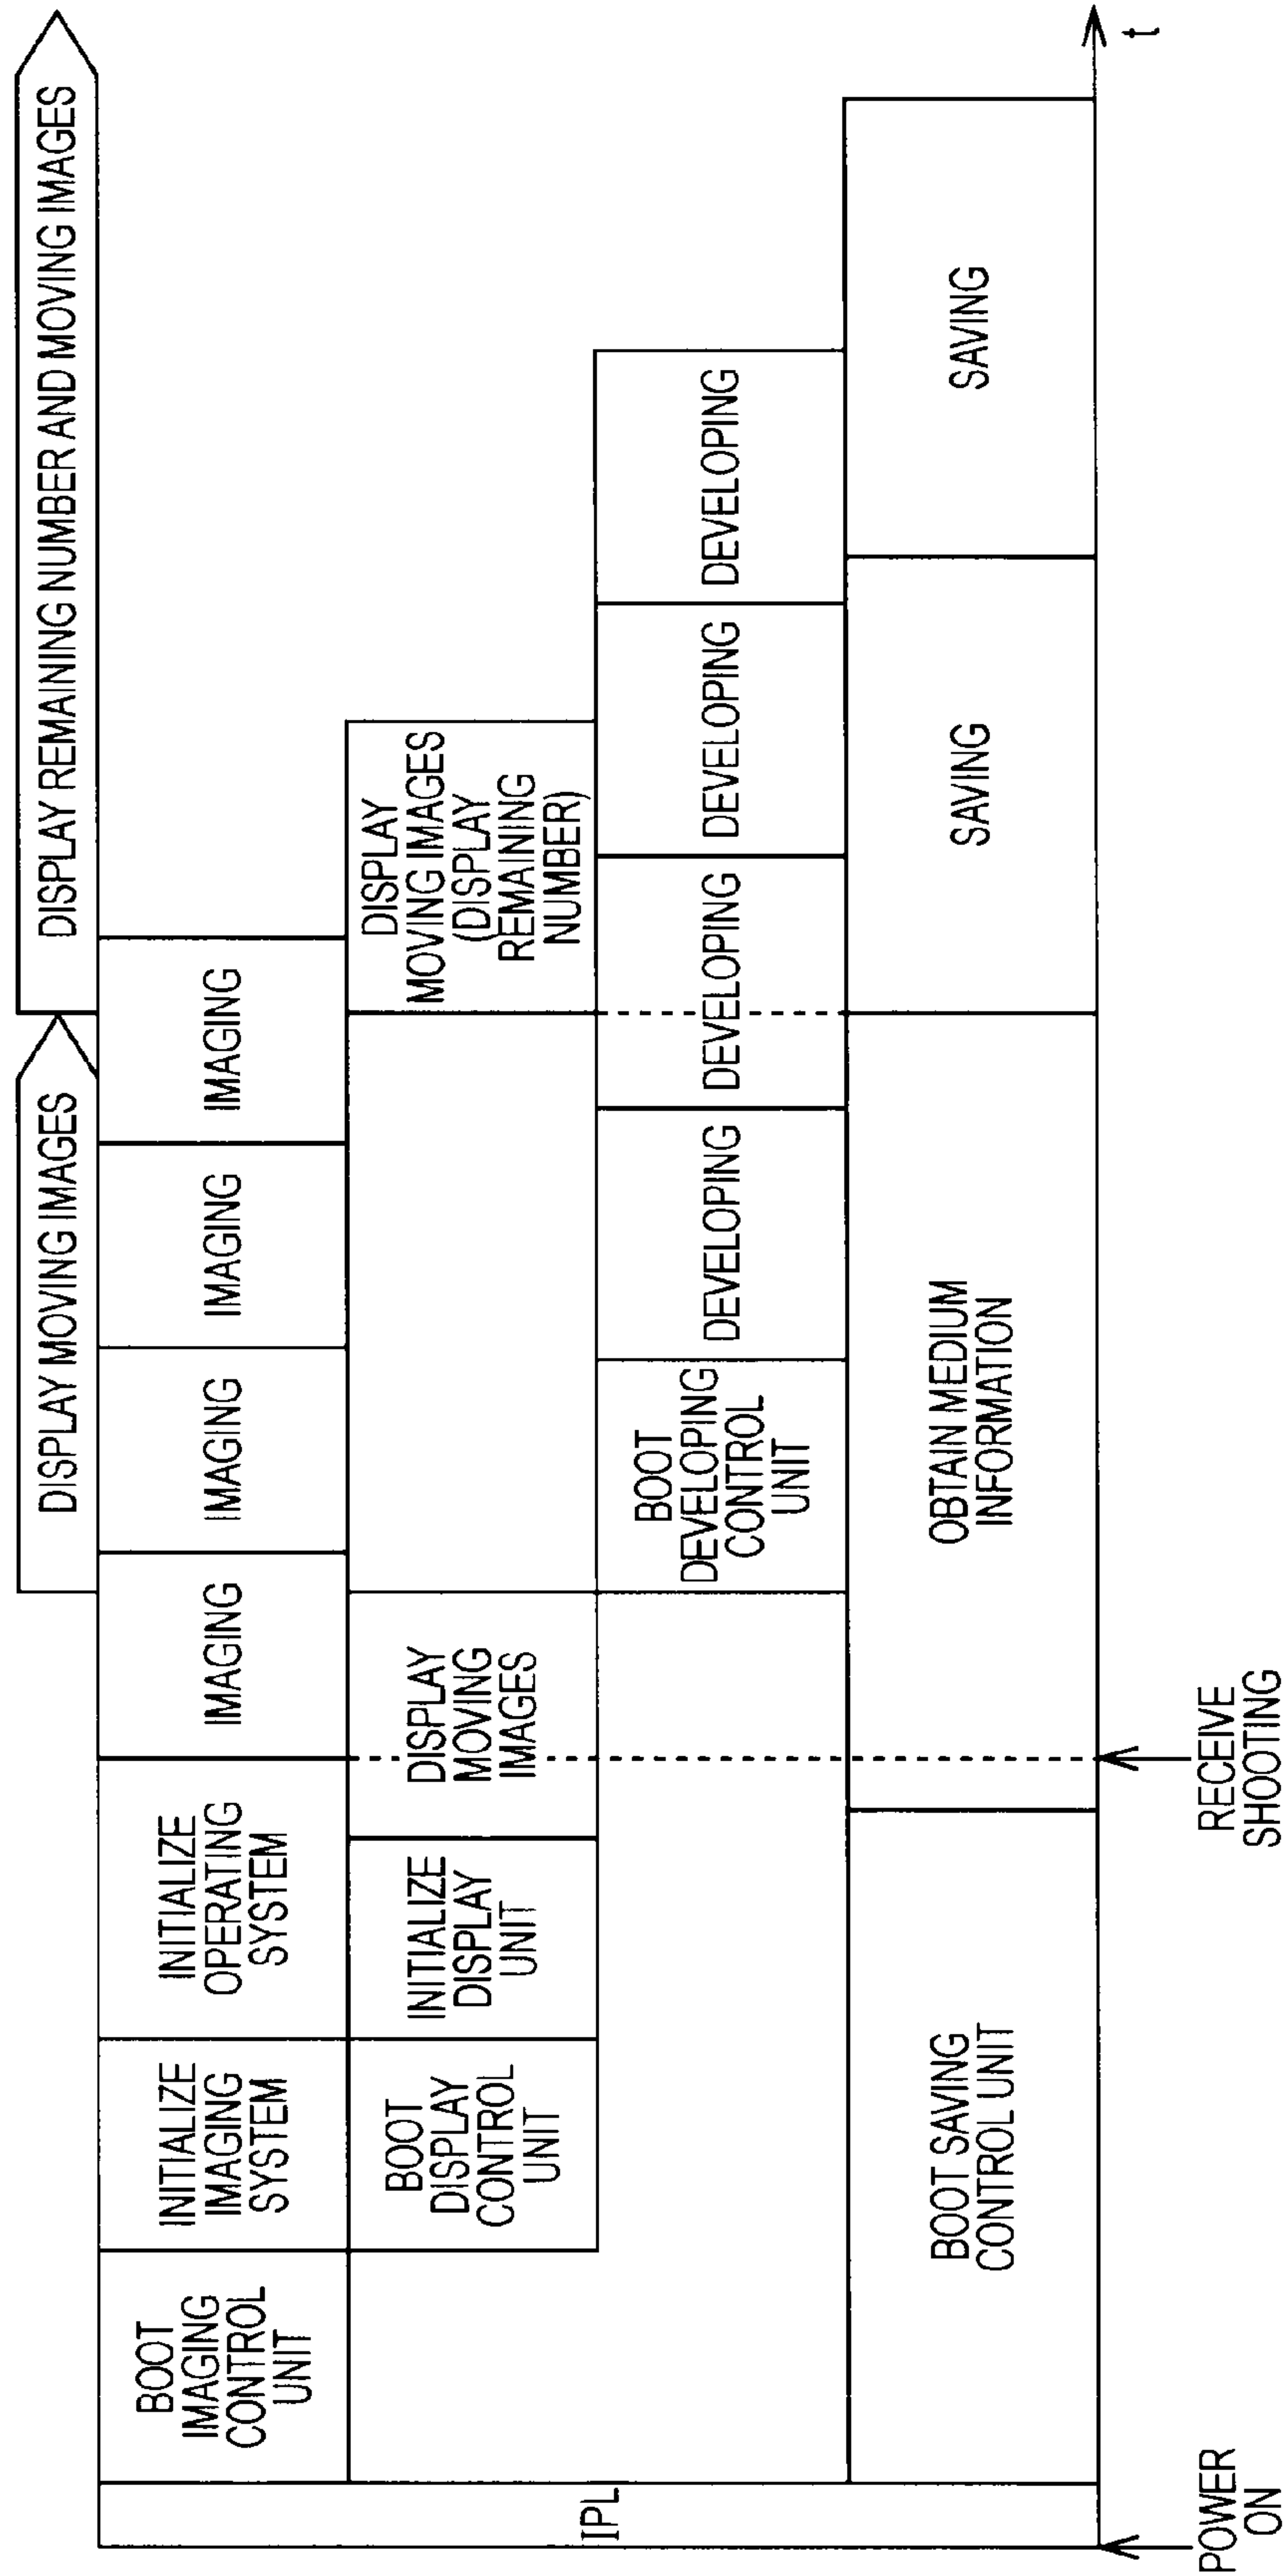 DISPLAY MOVING IMAGES
DISPLAY REMAINING NUMBER AND MOVING IMAGES
IPL
BOOT
IMAGING
CONTROL
UNIT
INITIALIZE
IMAGING
SYSTEM
INITIALIZE
OPERATING
SYSTEM
IMAGING
IMAGING
IMAGING
IMAGING
BOOT
DISPLAY
CONTROL
UNIT
INITIALIZE
DISPLAY
UNIT
DISPLAY
MOVING
IMAGES
DISPLAY
MOVING IMAGES
(DISPLAY
REMAINING
NUMBER)
BOOT
DEVELOPING
CONTROL
UNIT
DEVELOPING
DEVELOPING
DEVELOPING
DEVELOPING
BOOT SAVING
CONTROL UNIT
OBTAIN MEDIUM
INFORMATION
SAVING
SAVING
t
POWER
ON
RECEIVE
SHOOTING